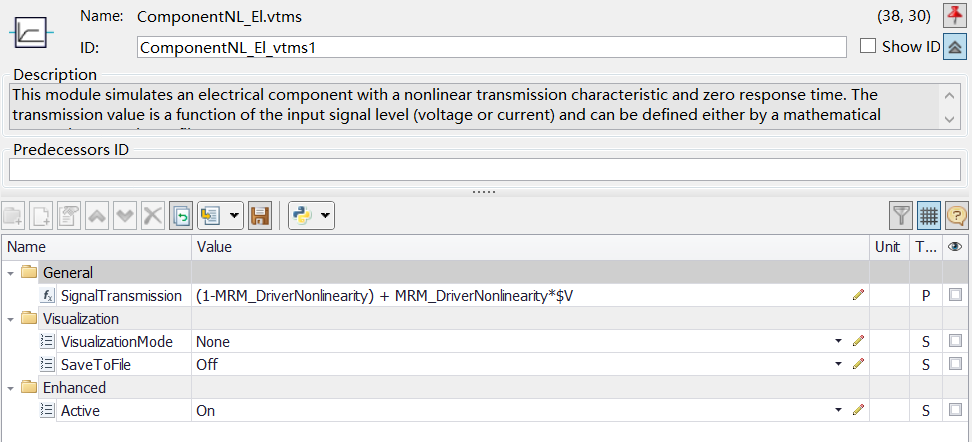 Name: ComponentNL_El.vtms (38, 30)
ID: ComponentNL_El_vtms1 Show ID
Description
This module simulates an electrical component with a nonlinear transmission characteristic and zero response time. The
transmission value is a function of the input signal level (voltage or current) and can be defined either by a mathematical
Predecessors ID
Name Value Unit T...
General
SignalTransmission (1-MRM_DriverNonlinearity) + MRM_DriverNonlinearity*$V P
Visualization
VisualizationMode None S
SaveToFile Off S
Enhanced
Active On S